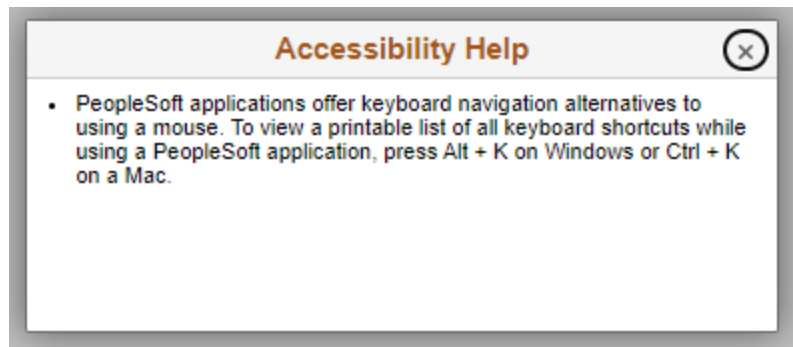 Accessibility Help
• PeopleSoft applications offer keyboard navigation alternatives to
using a mouse. To view a printable list of all keyboard shortcuts while
using a PeopleSoft application, press Alt + K on Windows or Ctrl + K
on a Mac.